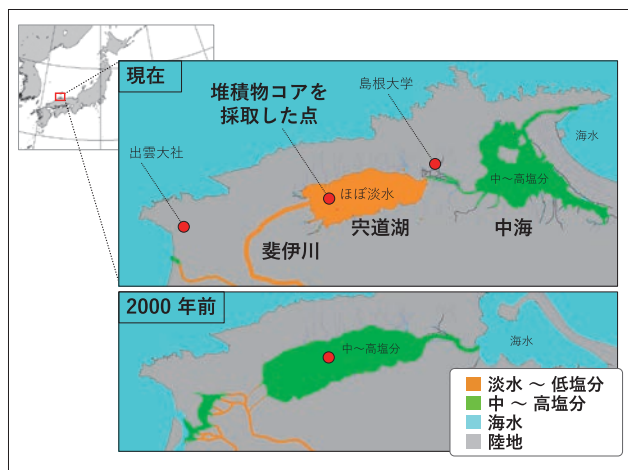 現在
堆積物コアを
採取した点
島根大学
出雲大社
海水
中～高塩分
ほぼ淡水
斐伊川
宍道湖
中海
2000 年前
海水
中～高塩分
淡水 ～ 低塩分
中 ～ 高塩分
海水
陸地